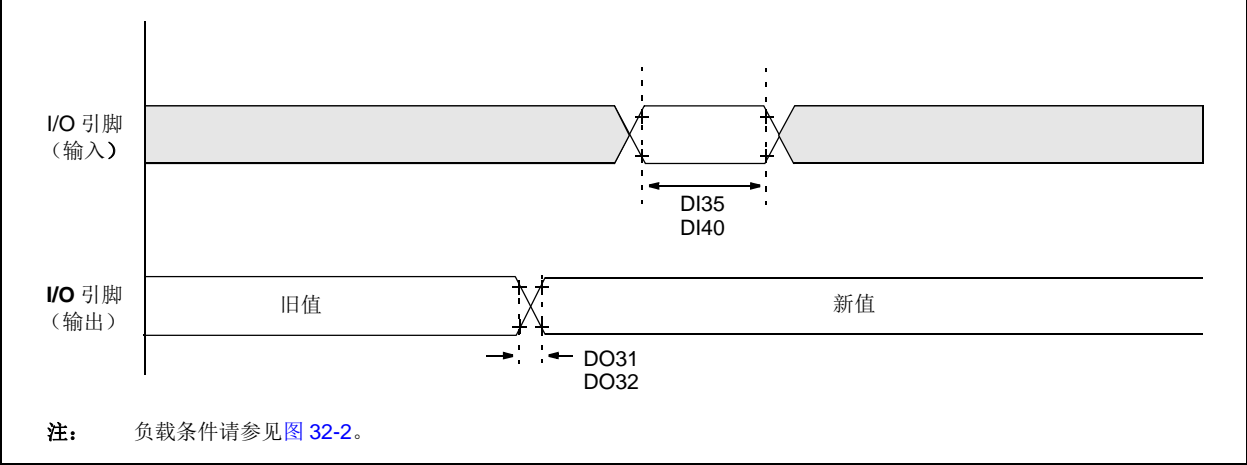 I/O 引脚
（输入）
DI35
DI40
I/O 引脚
（输出）
旧值
新值
DO31
DO32
注： 负载条件请参见图 32-2。